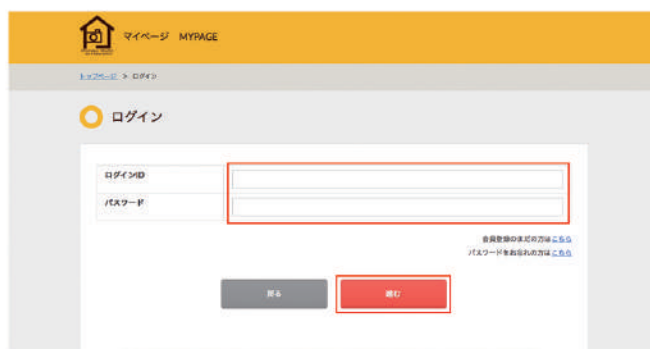 マイページ MYPAGE
トップページ > ログイン
ログイン
ログインID
パスワード
会員登録のまだの方はこちら
パスワードをお忘れの方はこちら
戻る
進む